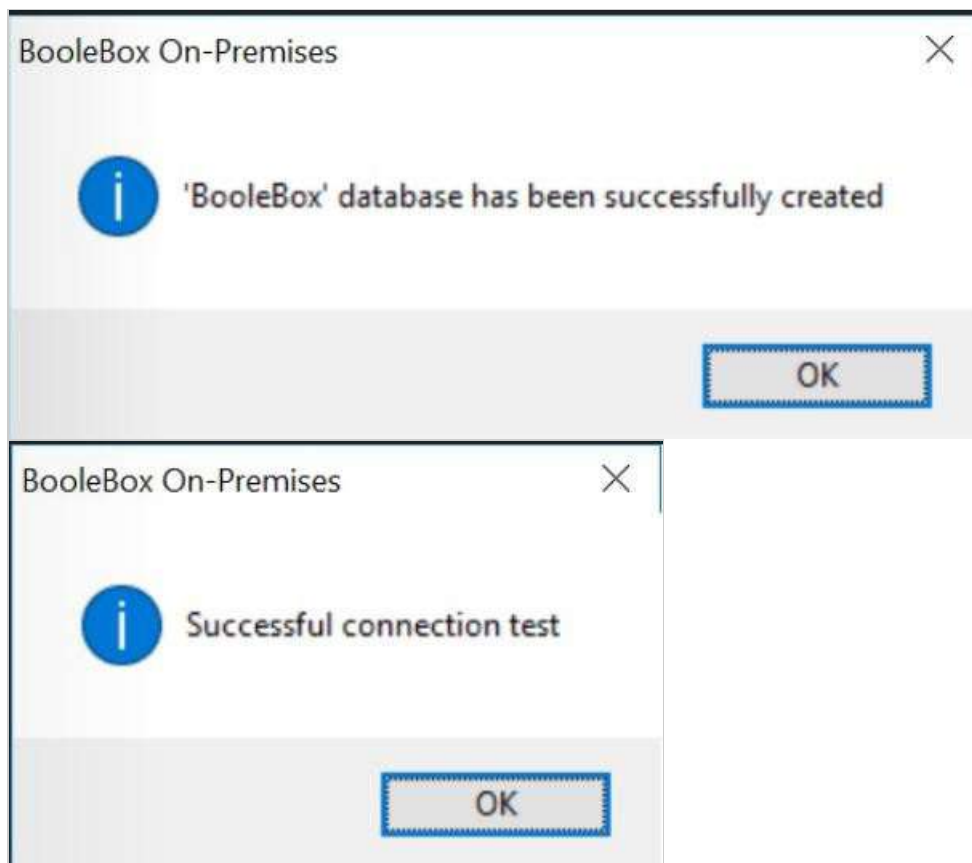 BooleBox On-Premises
'BooleBox' database has been successfully created
OK
BooleBox On-Premises
Successful connection test
OK